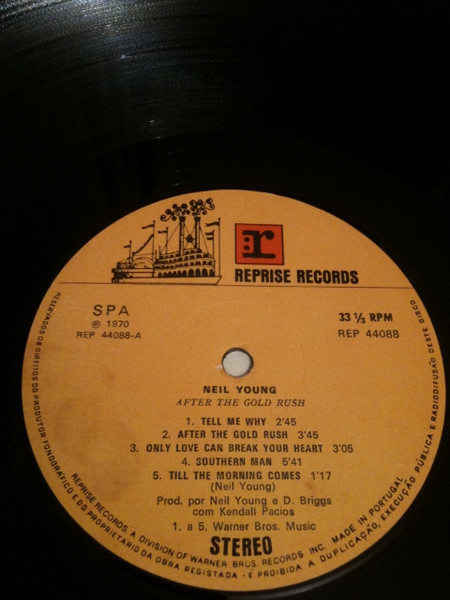 r
REPRISE RECORDS
SPA
℗ 1970
REP 44088-A
33 ⅓ RPM
REP 44088
NEIL YOUNG
AFTER THE GOLD RUSH
1. TELL ME WHY 2'45
2. AFTER THE GOLD RUSH 3'45
3. ONLY LOVE CAN BREAK YOUR HEART 3'05
4. SOUTHERN MAN 5'41
5. TILL THE MORNING COMES 1'17
(Neil Young)
Prod. por Neil Young e D. Briggs
com Kendall Pacios
1. a 5. Warner Bros. Music
STEREO
RESERVADOS OS DIREITOS DO PRODUTOR FONOGRÁFICO E DO PROPRIETÁRIO DA OBRA REGISTADA - É PROIBIDA A DUPLICAÇÃO, EXECUÇÃO PÚBLICA E RADIODIFUSÃO DESTE DISCO
REPRISE RECORDS, A DIVISION OF WARNER BROS. RECORDS INC. MADE IN PORTUGAL